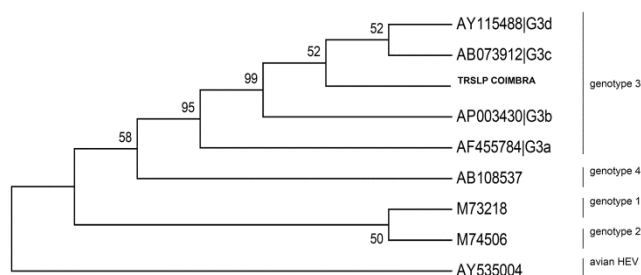 52 AY115488|G3d
52 AB073912|G3c
TRSLP COIMBRA genotype 3
99 AP003430|G3b
95 AF455784|G3a
58 AB108537 genotype 4
M73218 genotype 1
50 M74506 genotype 2
AY535004 avian HEV